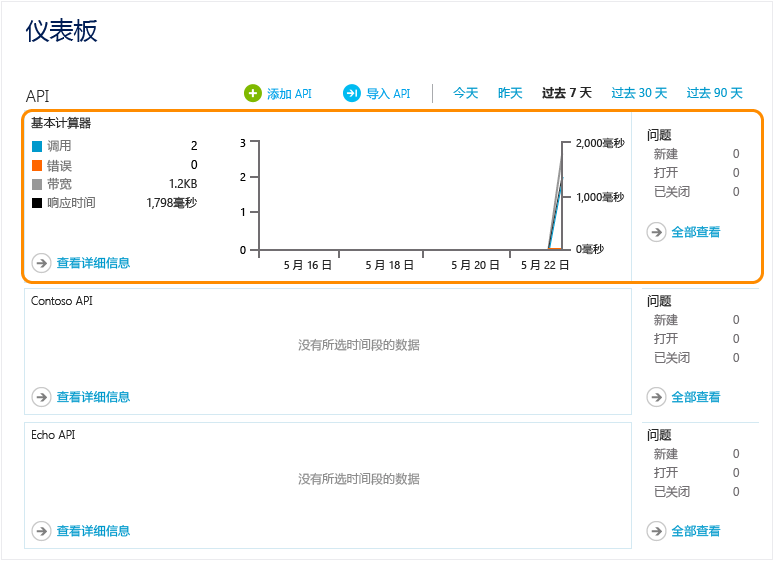 仪表板
API
添加 API 导入 API 今天 昨天 过去 7 天 过去 30 天 过去 90 天
基本计算器
调用 2
错误 0
带宽 1.2KB
响应时间 1,798毫秒
查看详细信息
3
2
1
0
2,000毫秒
1,000毫秒
0毫秒
5 月 16 日 5 月 18 日 5 月 20 日 5 月 22 日
问题
新建 0
打开 0
已关闭 0
全部查看
Contoso API
没有所选时间段的数据
查看详细信息
问题
新建 0
打开 0
已关闭 0
全部查看
Echo API
没有所选时间段的数据
查看详细信息
问题
新建 0
打开 0
已关闭 0
全部查看